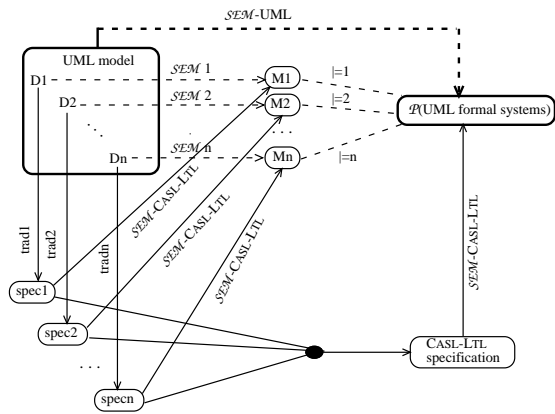 SEM-UML
UML model
D1
SEM 1
M1
|=1
D2
SEM 2
M2
|=2
P(UML formal systems)
. . .
. . .
Dn
SEM n
Mn
|=n
trad1
trad2
tradn
SEM-CASL-LTL
SEM-CASL-LTL
SEM-CASL-LTL
SEM-CASL-LTL
spec1
spec2
. . .
specn
CASL-LTL
specification